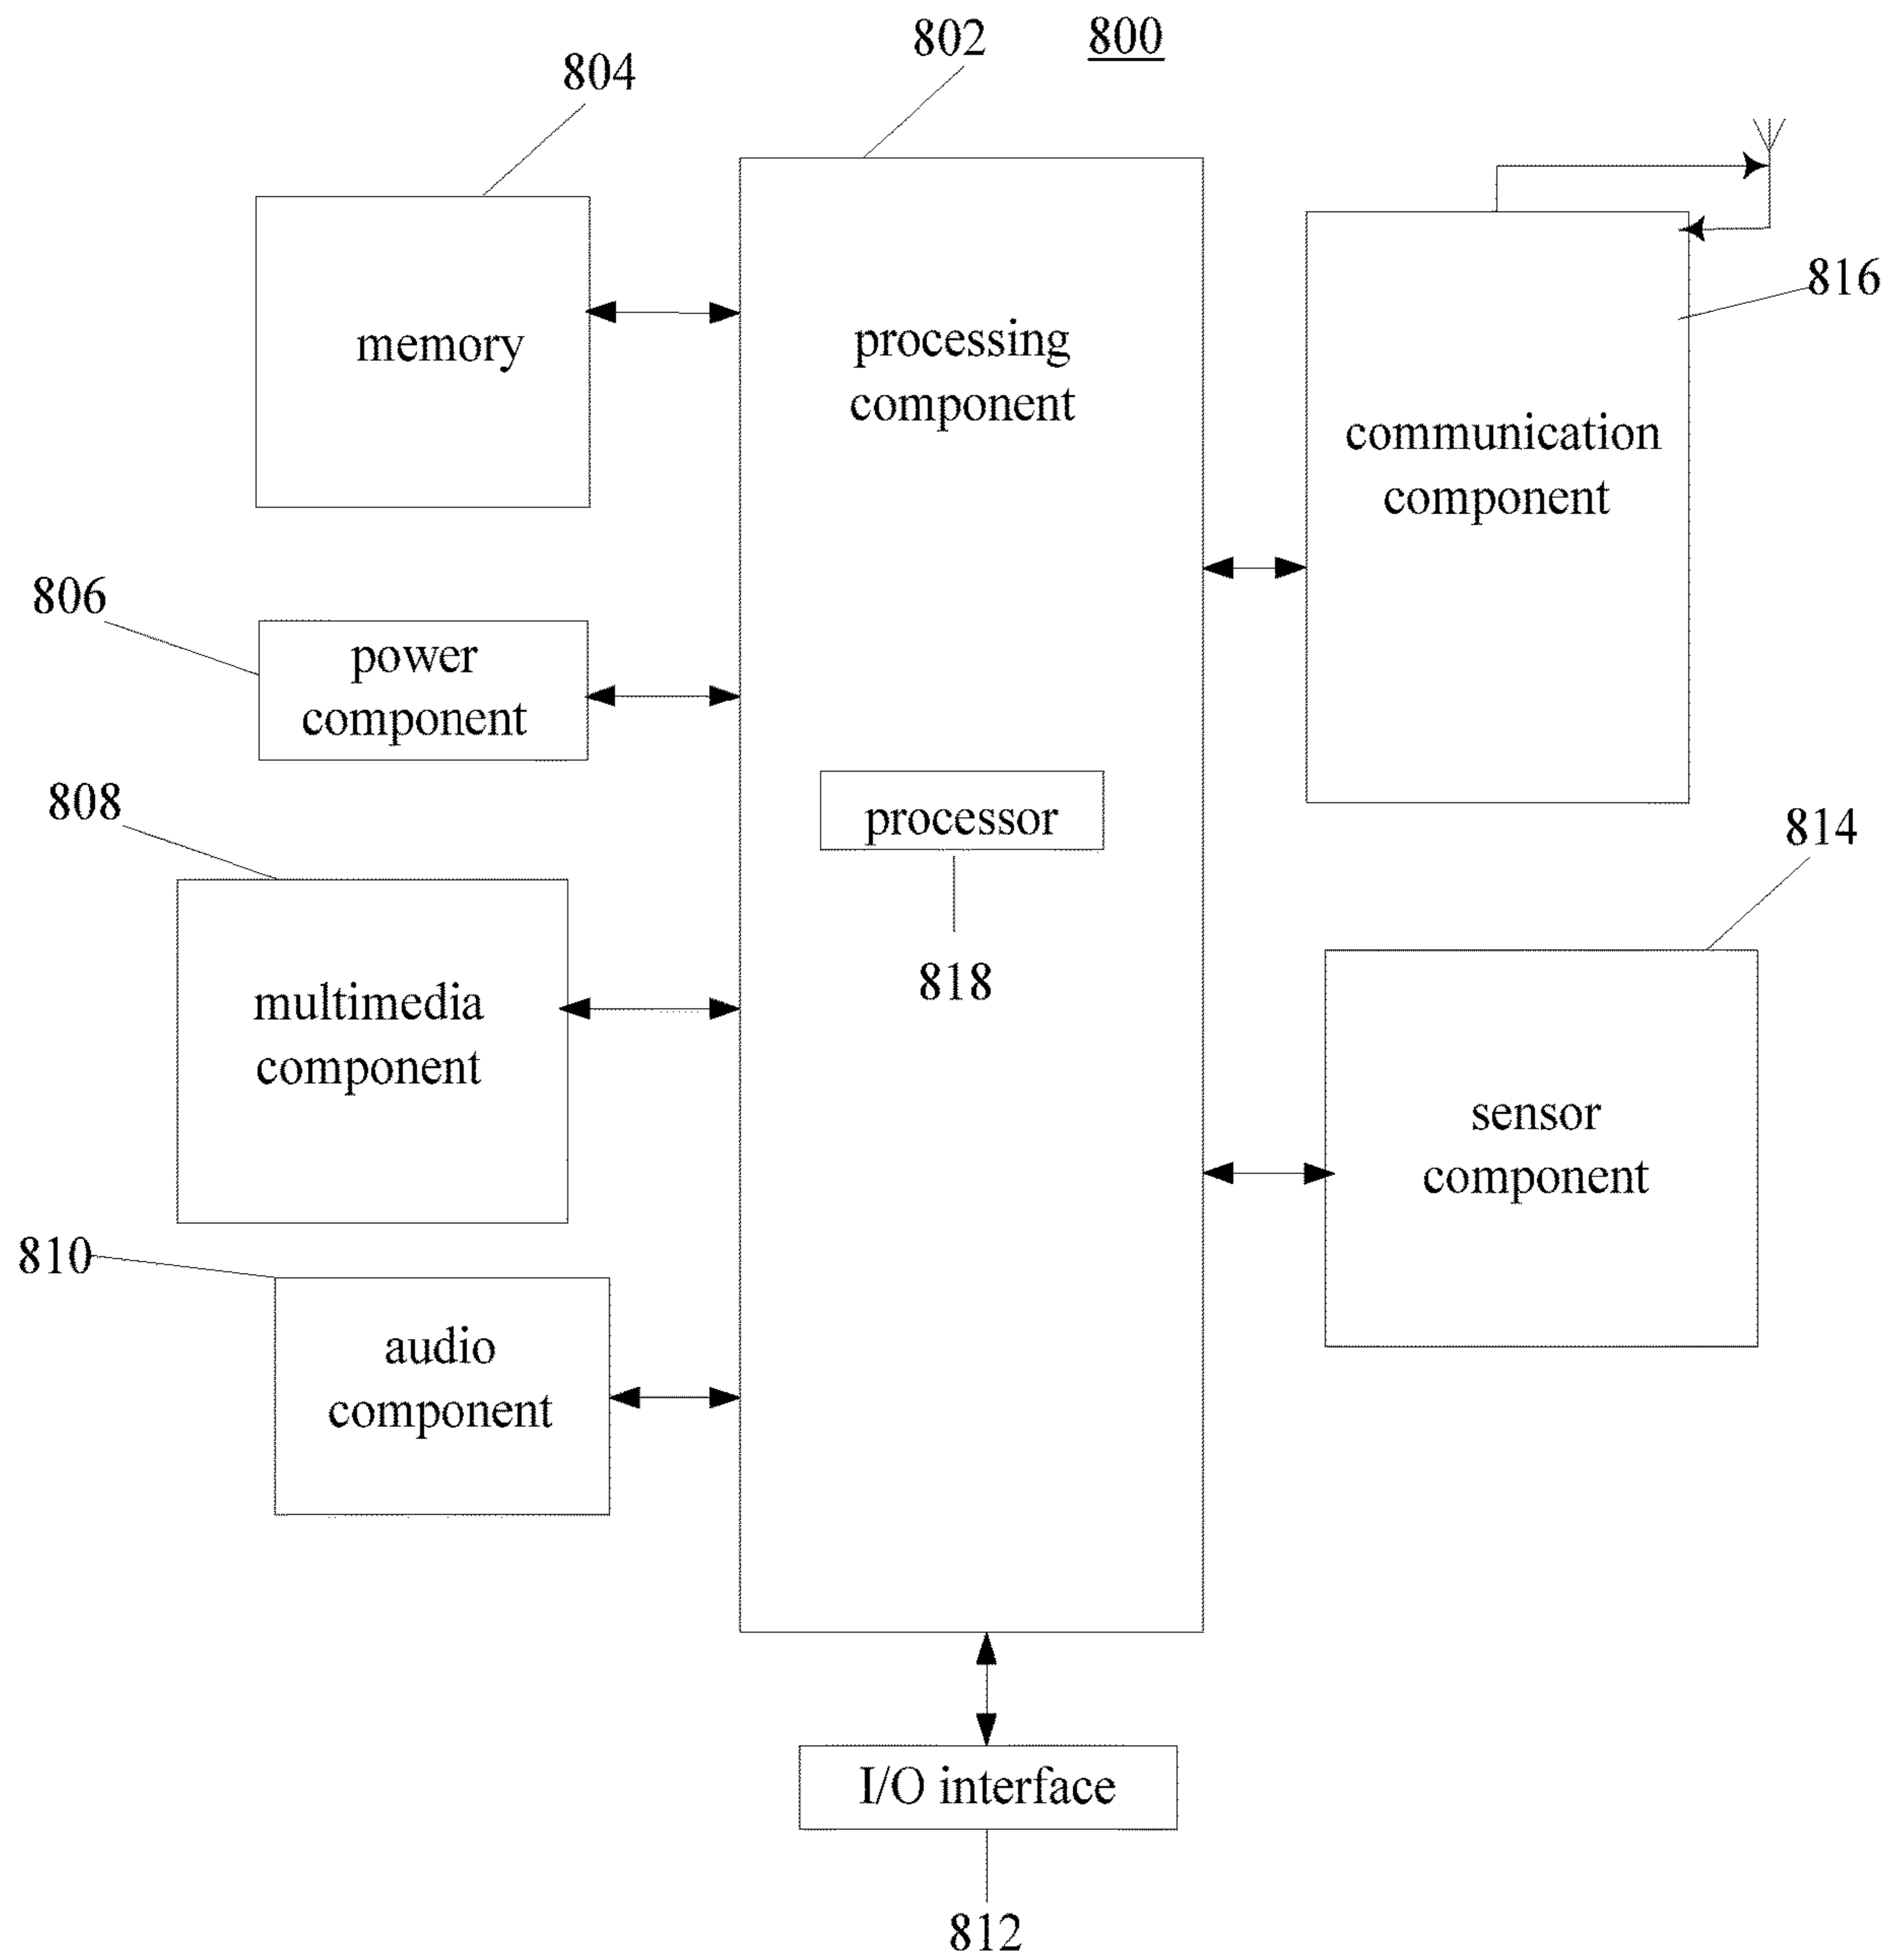 802
800
804
memory
processing
component
816
communication
component
806
power
component
808
processor
814
818
multimedia
component
sensor
component
810
audio
component
I/O interface
812